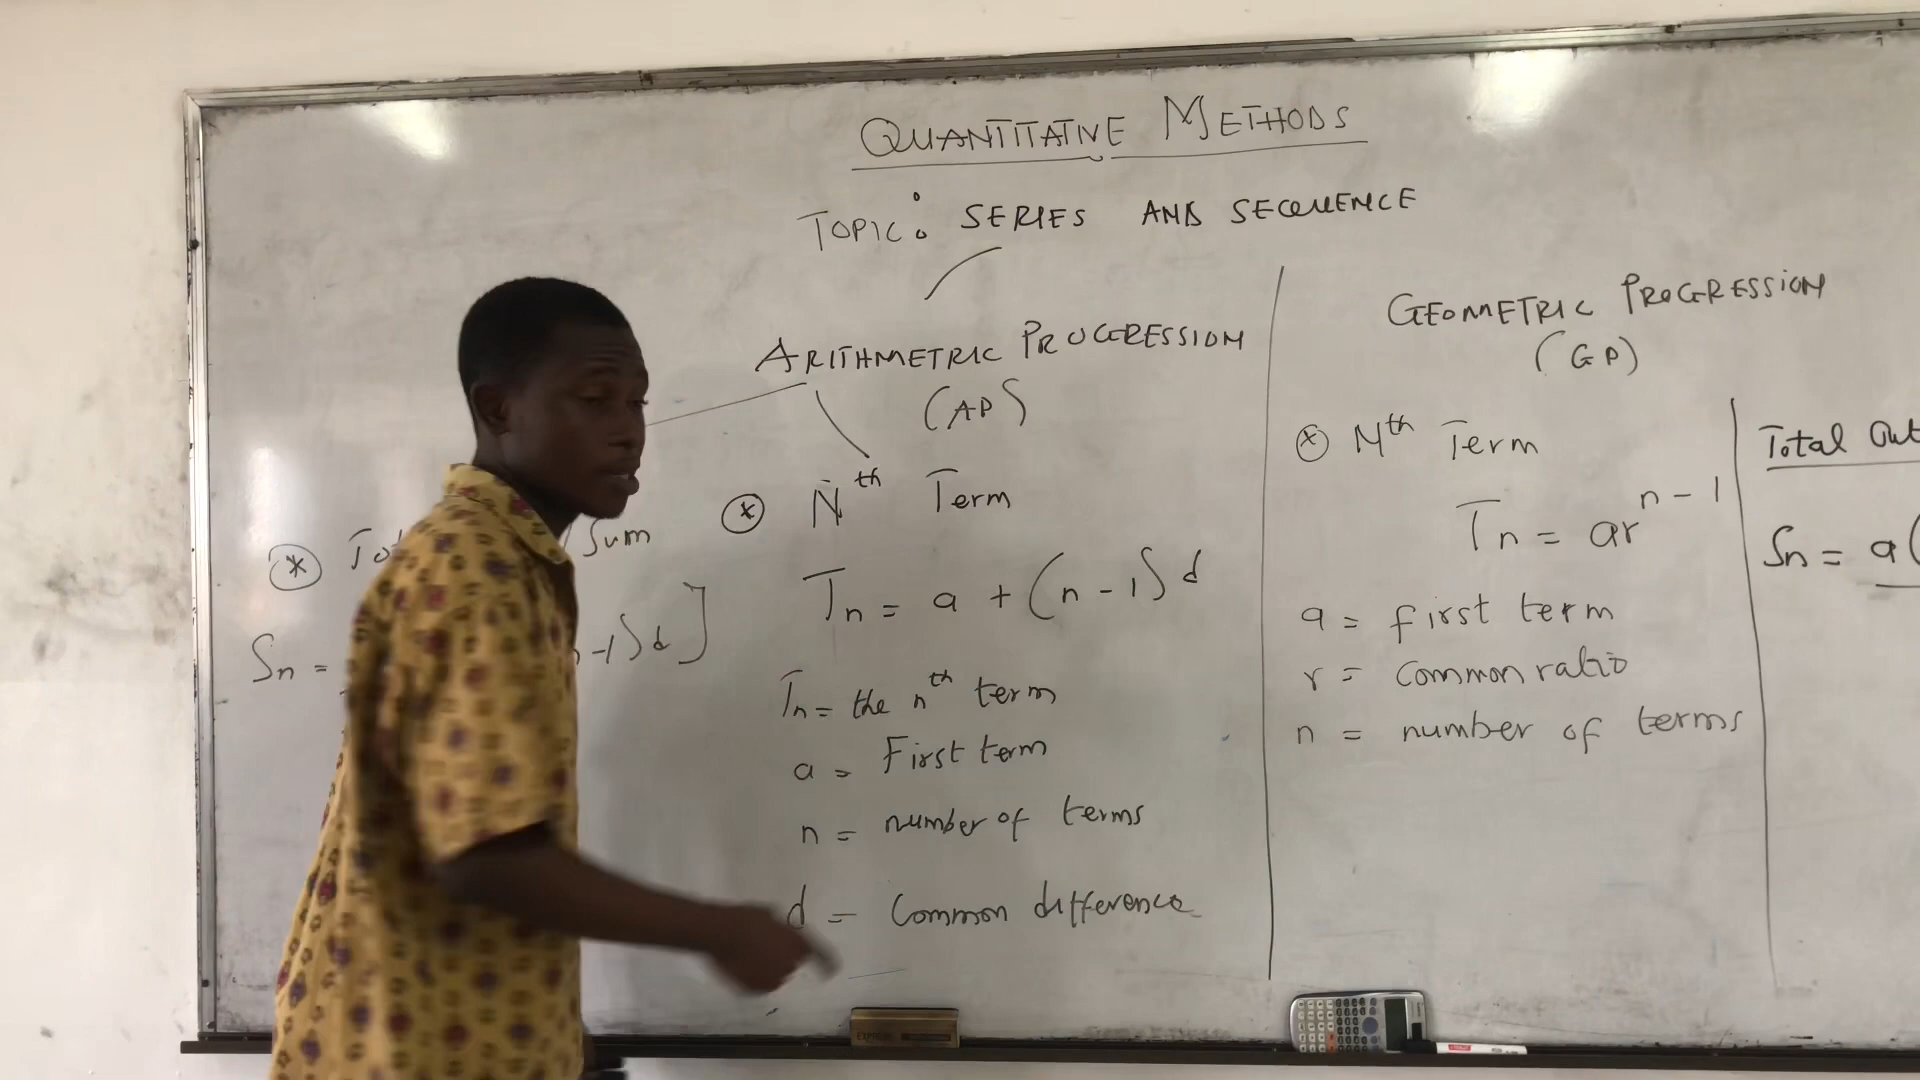 QUANTITATIVE METHODS
TOPIC: SERIES AND SEQUENCE
ARITHMETRIC PROGRESSION
(AP)
Sum
Sn =
-1)d]
Nth Term
Tn = a + (n - 1)d
Tn = the nth term
a = First term
n = number of terms
d = Common difference
GEOMETRIC PROGRESSION
(GP)
Nth Term
Tn = ar^n-1
a = first term
r = common ratio
n = number of terms
Total Out
Sn = a(